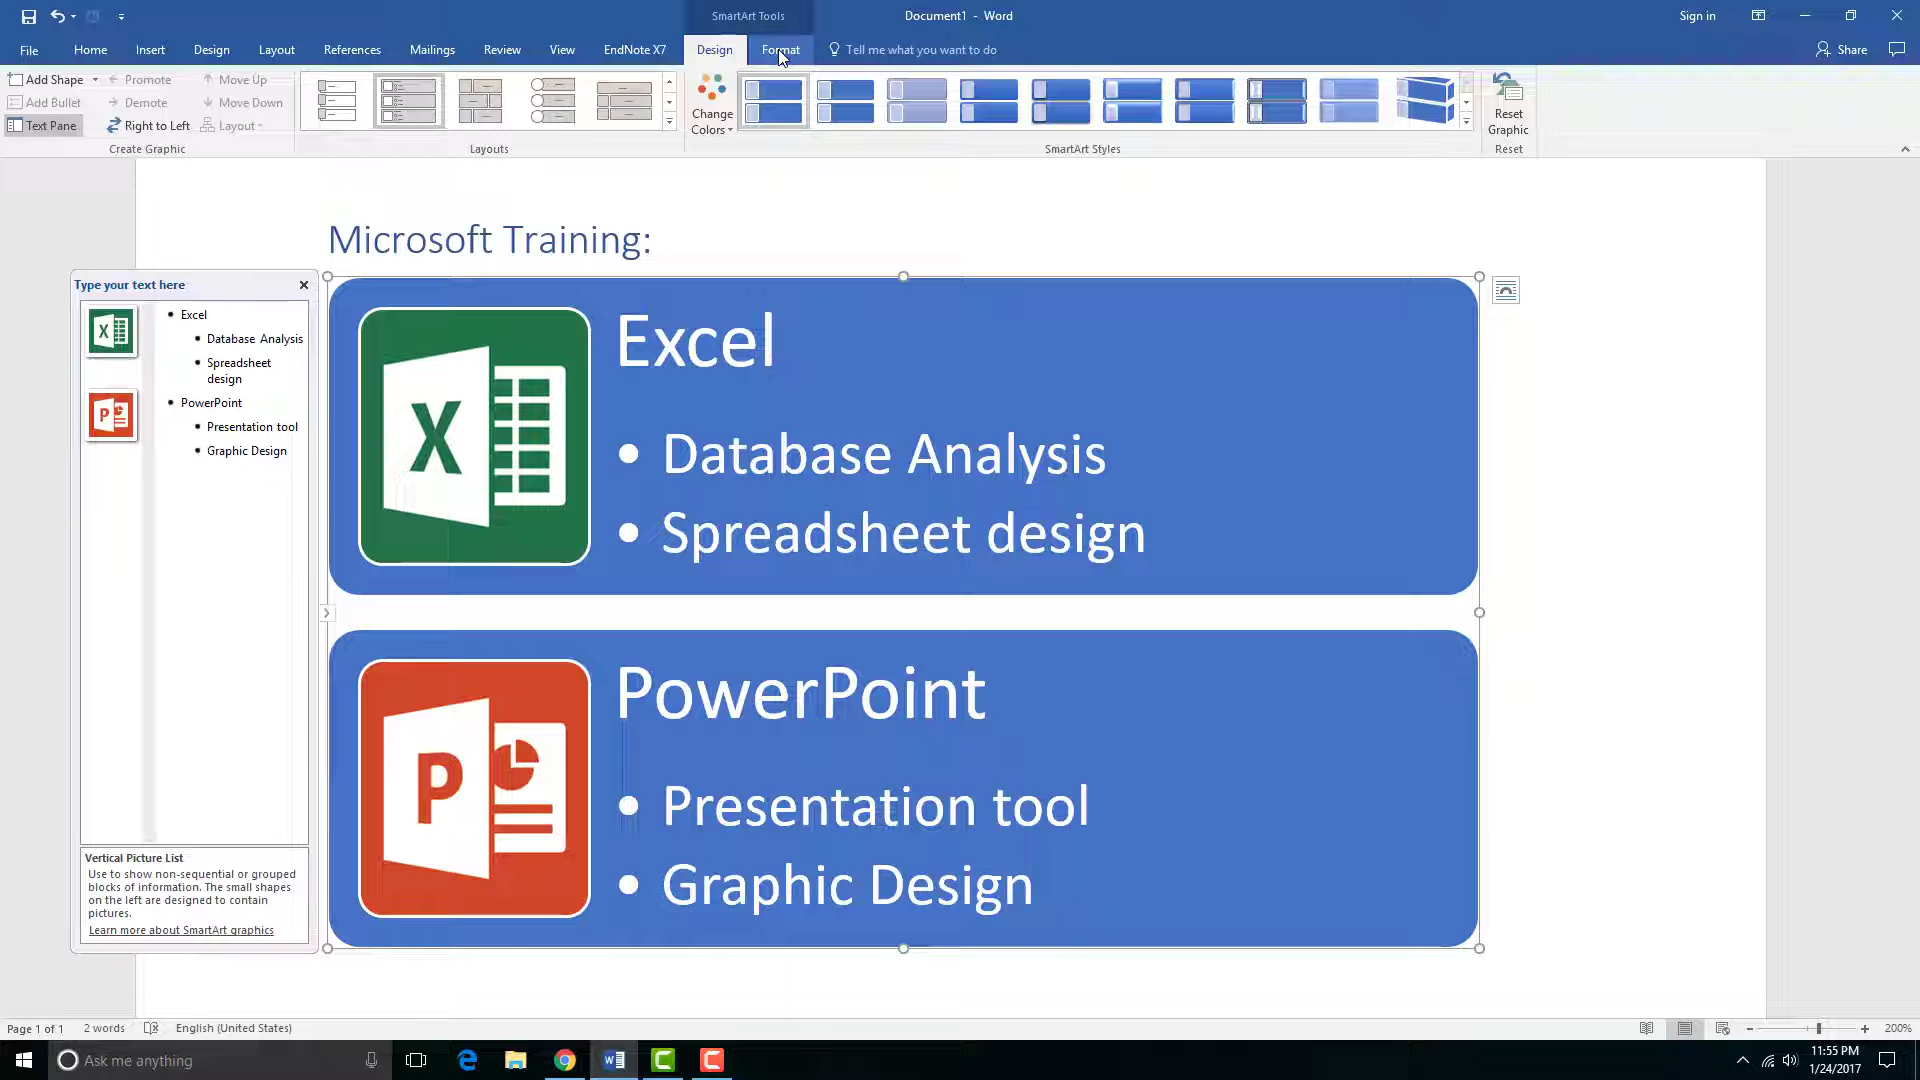 SmartArt Tools
Document1 - Word
Sign in
File
Home
Insert
Design
Layout
References
Mailings
Review
View
EndNote X7
Design
Format
Tell me what you want to do
Share
Add Shape
Promote
Move Up
Add Bullet
Demote
Move Down
Text Pane
Right to Left
Layout
Create Graphic
Layouts
Change
Colors
SmartArt Styles
Reset
Graphic
Reset
Microsoft Training:
Type your text here
Excel
Database Analysis
Spreadsheet
design
PowerPoint
Presentation tool
Graphic Design
Vertical Picture List
Use to show non-sequential or grouped
blocks of information. The small shapes
on the left are designed to contain
pictures.
Learn more about SmartArt graphics
X
Excel
• Database Analysis
• Spreadsheet design
P
PowerPoint
• Presentation tool
• Graphic Design
Page 1 of 1
2 words
English (United States)
200%
Ask me anything
11:55 PM
1/24/2017